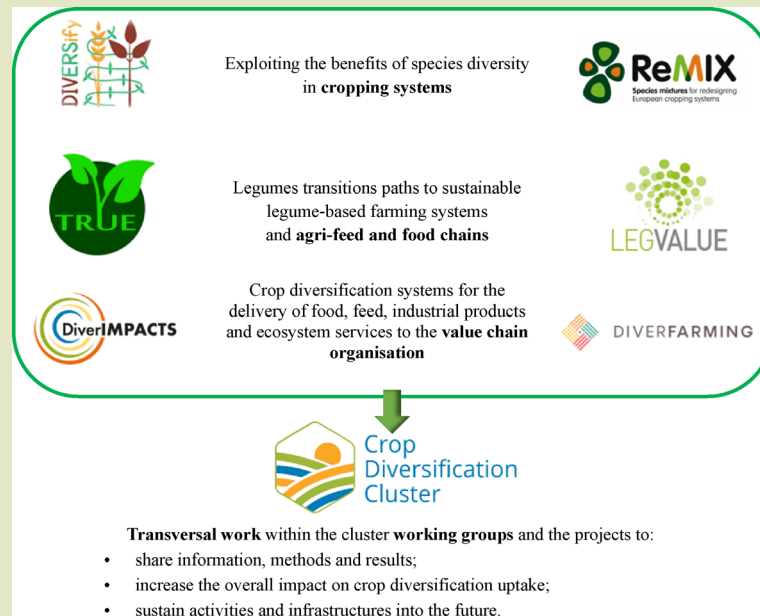 DIVERSify
Exploiting the benefits of species diversity
in cropping systems
ReMIX
Species mixtures for redesigning
European cropping systems
TRUE
Legumes transitions paths to sustainable
legume-based farming systems
and agri-feed and food chains
LEGVALUE
DiverIMPACTS
Crop diversification systems for the
delivery of food, feed, industrial products
and ecosystem services to the value chain
organisation
DIVERFARMING
Crop
Diversification
Cluster
Transversal work within the cluster working groups and the projects to:
• share information, methods and results;
• increase the overall impact on crop diversification uptake;
• sustain activities and infrastructures into the future.